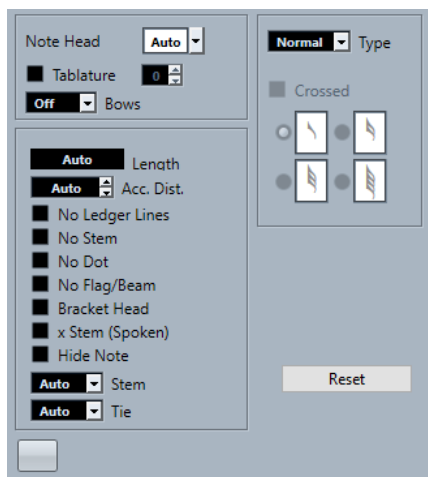 Note Head Auto
Tablature 0
Off Bows
Auto Length
Auto Acc. Dist.
No Ledger Lines
No Stem
No Dot
No Flag/Beam
Bracket Head
x Stem (Spoken)
Hide Note
Auto Stem
Auto Tie
Normal Type
Crossed
Reset